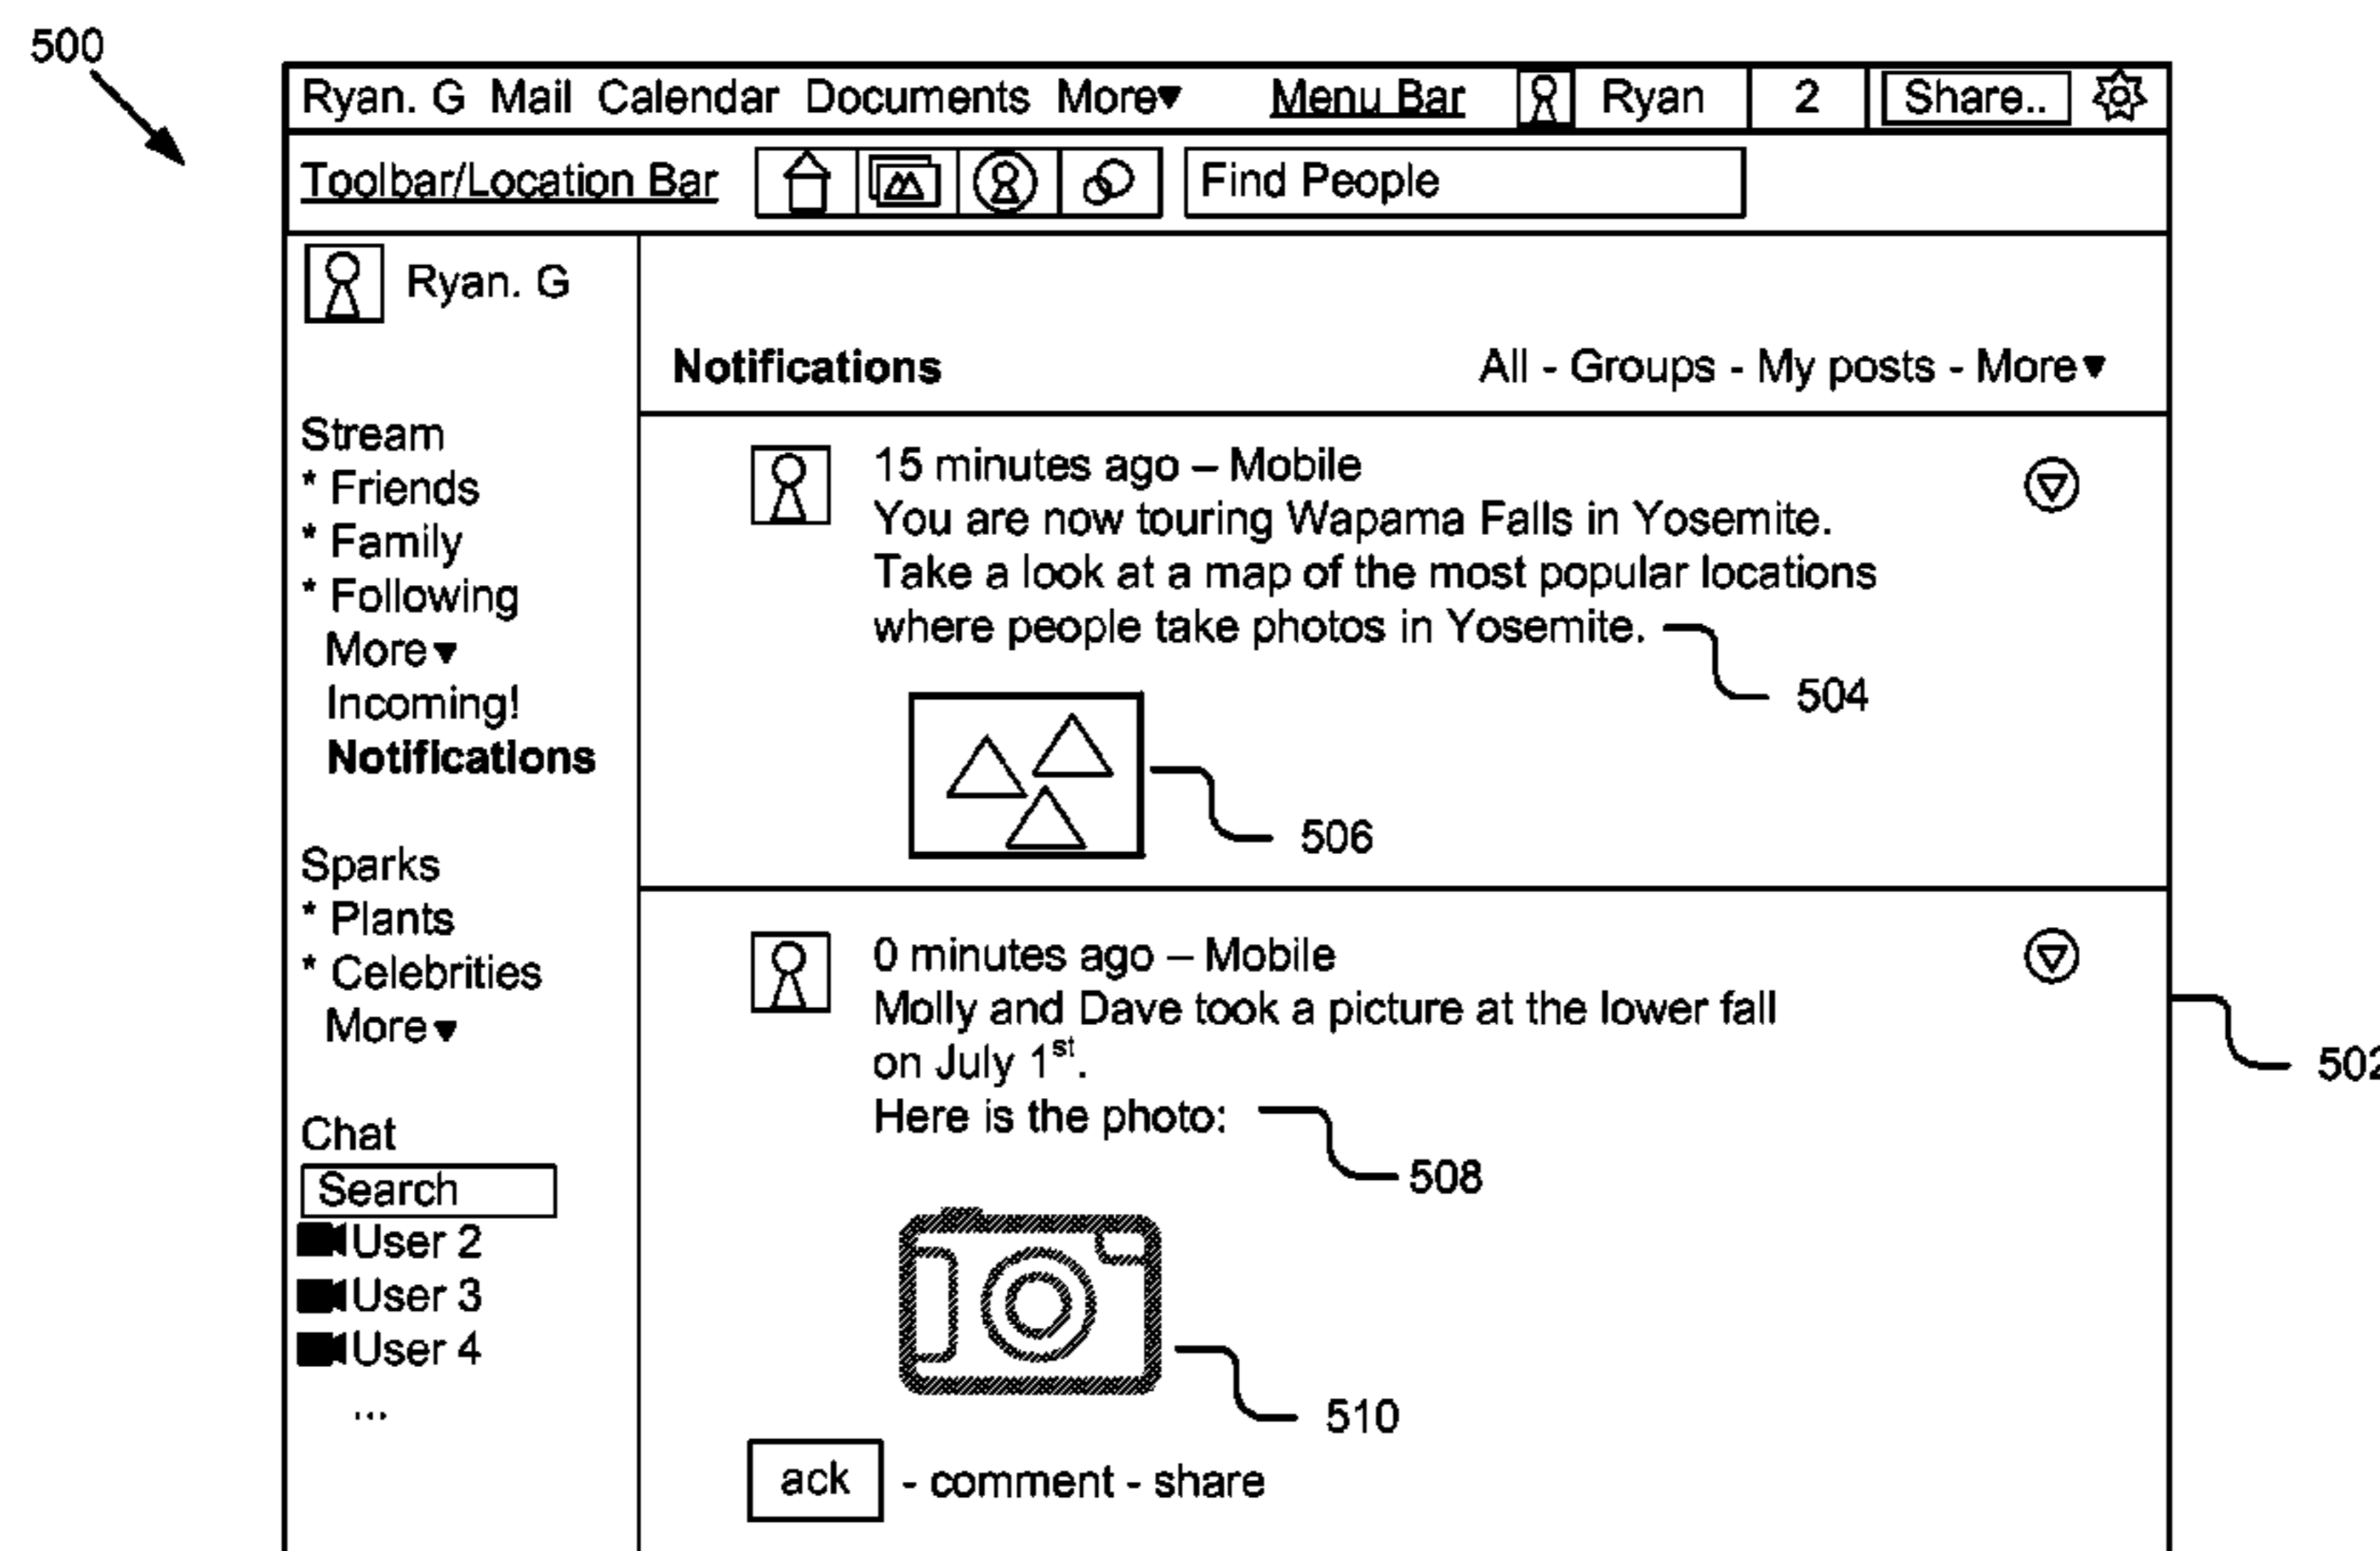 500
Ryan. G Mail Calendar Documents More▼ Menu Bar Ryan 2 Share..
Toolbar/Location Bar Find People
Ryan. G
Stream
* Friends
* Family
* Following
More▼
Incoming!
Notifications
Sparks
* Plants
* Celebrities
More▼
Chat
Search
User 2
User 3
User 4
...
Notifications All - Groups - My posts - More▼
15 minutes ago – Mobile
You are now touring Wapama Falls in Yosemite.
Take a look at a map of the most popular locations
where people take photos in Yosemite.
504
506
0 minutes ago – Mobile
Molly and Dave took a picture at the lower fall
on July 1st.
Here is the photo:
502
508
510
ack - comment - share